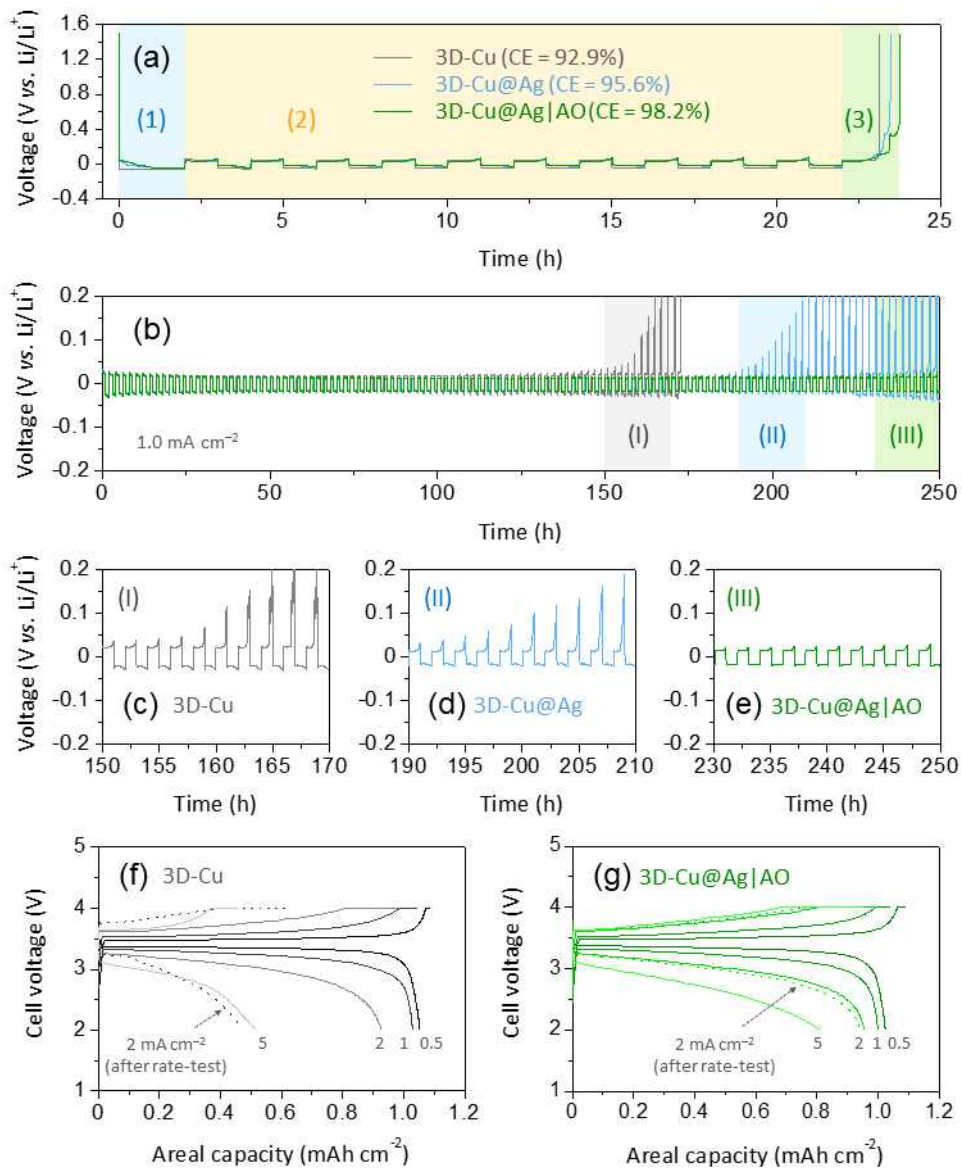 (a)
3D-Cu (CE = 92.9%)
3D-Cu@Ag (CE = 95.6%)
3D-Cu@Ag|AO (CE = 98.2%)
(1)
(2)
(3)
Voltage (V vs. Li/Li⁺)
1.6
1.2
0.8
0.4
0
-0.4
0
5
10
15
20
25
Time (h)
(b)
Voltage (V vs. Li/Li⁺)
0.2
0.1
0
-0.1
-0.2
1.0 mA cm⁻²
(I)
(II)
(III)
0
50
100
150
200
250
Time (h)
Voltage (V vs. Li/Li⁺)
0.2
0.1
0
-0.1
-0.2
(I)
(c) 3D-Cu
150 155 160 165 170
Time (h)
0.2
0.1
0
-0.1
-0.2
(II)
(d) 3D-Cu@Ag
190 195 200 205 210
Time (h)
0.2
0.1
0
-0.1
-0.2
(III)
(e) 3D-Cu@Ag|AO
230 235 240 245 250
Time (h)
(f) 3D-Cu
Cell voltage (V)
5
4
3
2
1
2 mA cm⁻²
(after rate-test)
5
2
1
0.5
0 0.2 0.4 0.6 0.8 1.0 1.2
Areal capacity (mAh cm⁻²)
(g) 3D-Cu@Ag|AO
Cell voltage (V)
5
4
3
2
1
2 mA cm⁻²
(after rate-test)
5
2
1
0.5
0 0.2 0.4 0.6 0.8 1.0 1.2
Areal capacity (mAh cm⁻²)